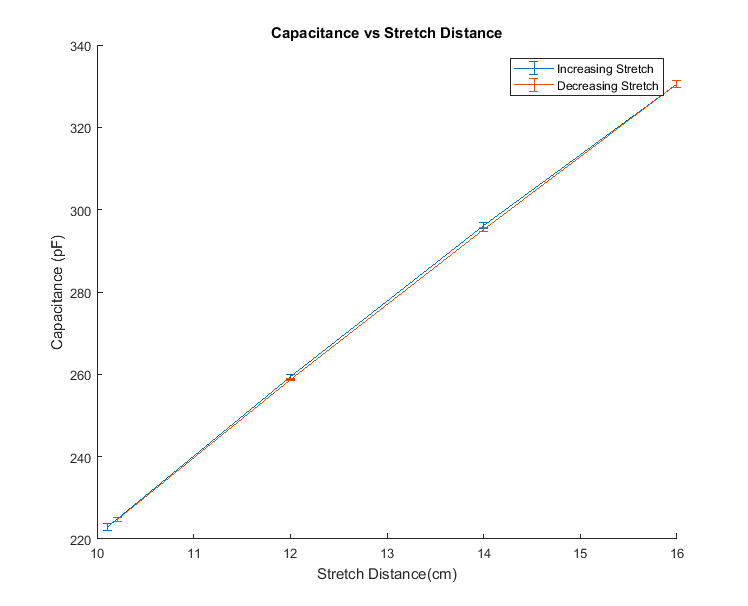 Capacitance vs Stretch Distance
Increasing Stretch
Decreasing Stretch
340
320
300
280
260
240
220
Capacitance (pF)
10 11 12 13 14 15 16
Stretch Distance(cm)